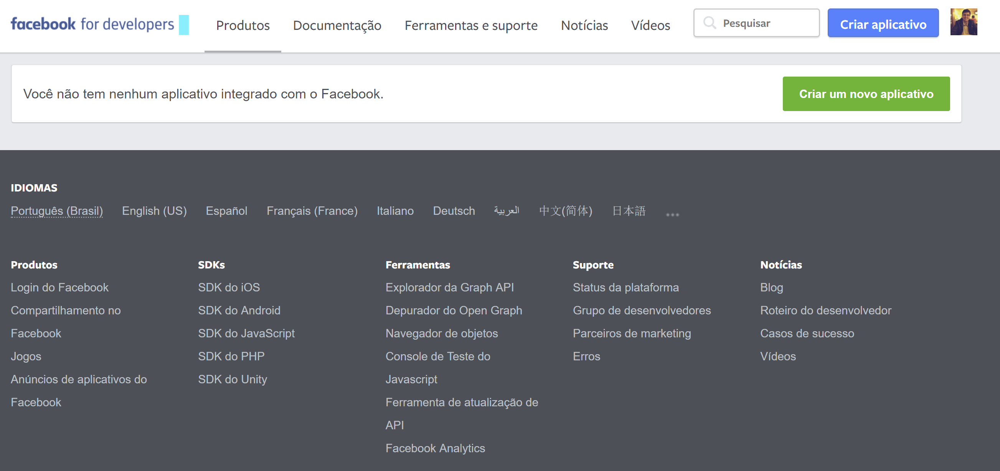 facebook for developers
Produtos Documentação Ferramentas e suporte Notícias Vídeos Pesquisar Criar aplicativo
Você não tem nenhum aplicativo integrado com o Facebook. Criar um novo aplicativo
IDIOMAS
Português (Brasil) English (US) Español Français (France) Italiano Deutsch العربية 中文(简体) 日本語 ...
Produtos
Login do Facebook
Compartilhamento no
Facebook
Jogos
Anúncios de aplicativos do
Facebook
SDKs
SDK do iOS
SDK do Android
SDK do JavaScript
SDK do PHP
SDK do Unity
Ferramentas
Explorador da Graph API
Depurador do Open Graph
Navegador de objetos
Console de Teste do
Javascript
Ferramenta de atualização de
API
Facebook Analytics
Suporte
Status da plataforma
Grupo de desenvolvedores
Parceiros de marketing
Erros
Notícias
Blog
Roteiro do desenvolvedor
Casos de sucesso
Vídeos